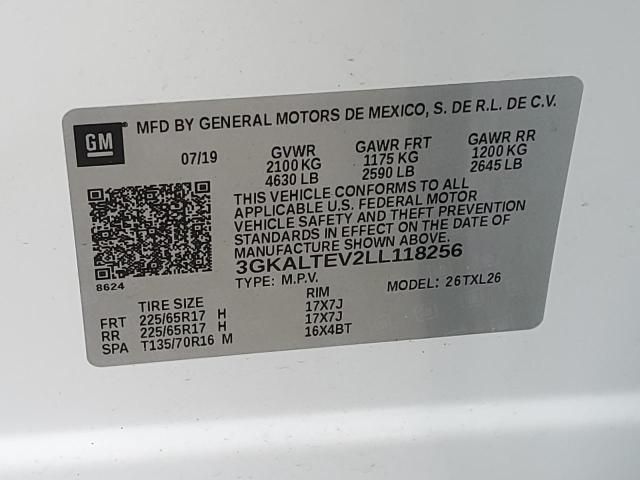 GM
MFD BY GENERAL MOTORS DE MEXICO, S. DE R.L. DE C.V.
07/19 GVWR GAWR FRT GAWR RR
2100 KG 1175 KG 1200 KG
4630 LB 2590 LB 2645 LB
THIS VEHICLE CONFORMS TO ALL
APPLICABLE U.S. FEDERAL MOTOR
VEHICLE SAFETY AND THEFT PREVENTION
STANDARDS IN EFFECT ON THE DATE OF
MANUFACTURE SHOWN ABOVE.
3GKALTEV2LL118256
8624
TYPE: M.P.V. MODEL: 26TXL26
TIRE SIZE RIM
FRT 225/65R17 H 17X7J
RR 225/65R17 H 17X7J
SPA T135/70R16 M 16X4BT